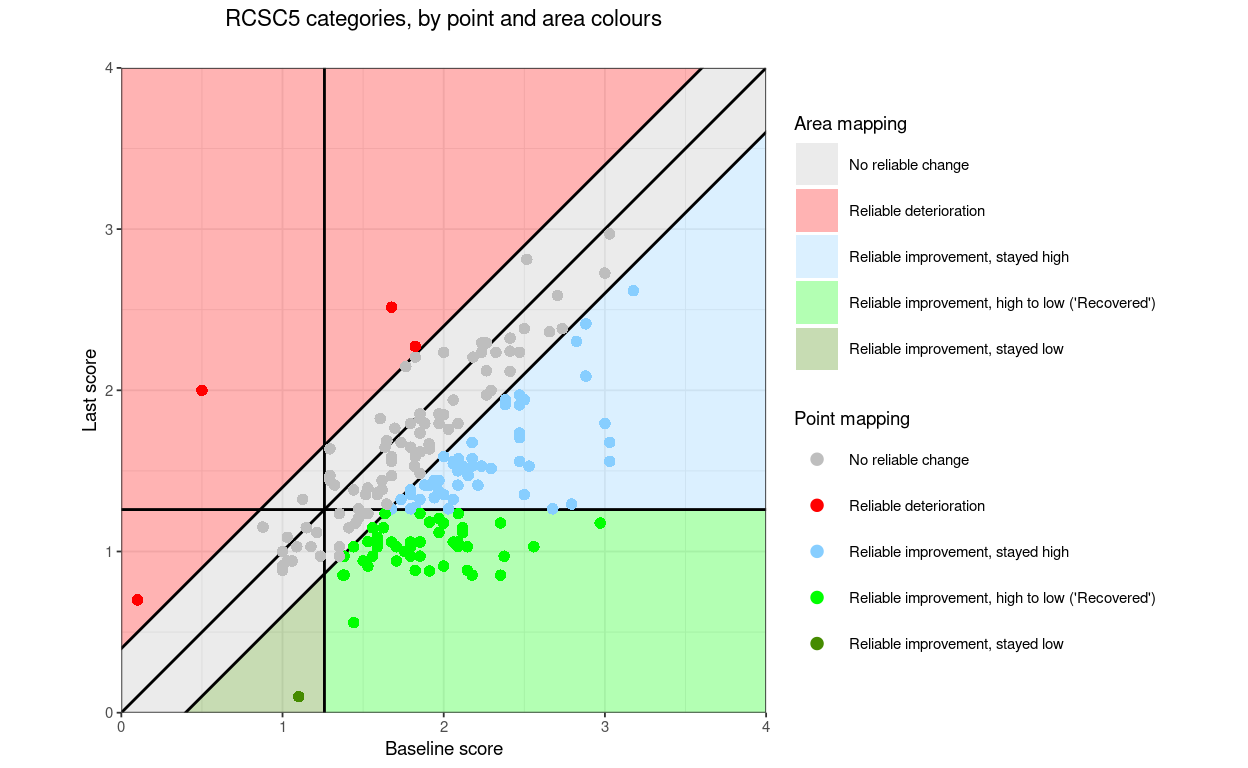 RCSC5 categories, by point and area colours
4
3
2
1
0
0
1
2
3
4
Last score
Baseline score
Area mapping
No reliable change
Reliable deterioration
Reliable improvement, stayed high
Reliable improvement, high to low ('Recovered')
Reliable improvement, stayed low
Point mapping
No reliable change
Reliable deterioration
Reliable improvement, stayed high
Reliable improvement, high to low ('Recovered')
Reliable improvement, stayed low